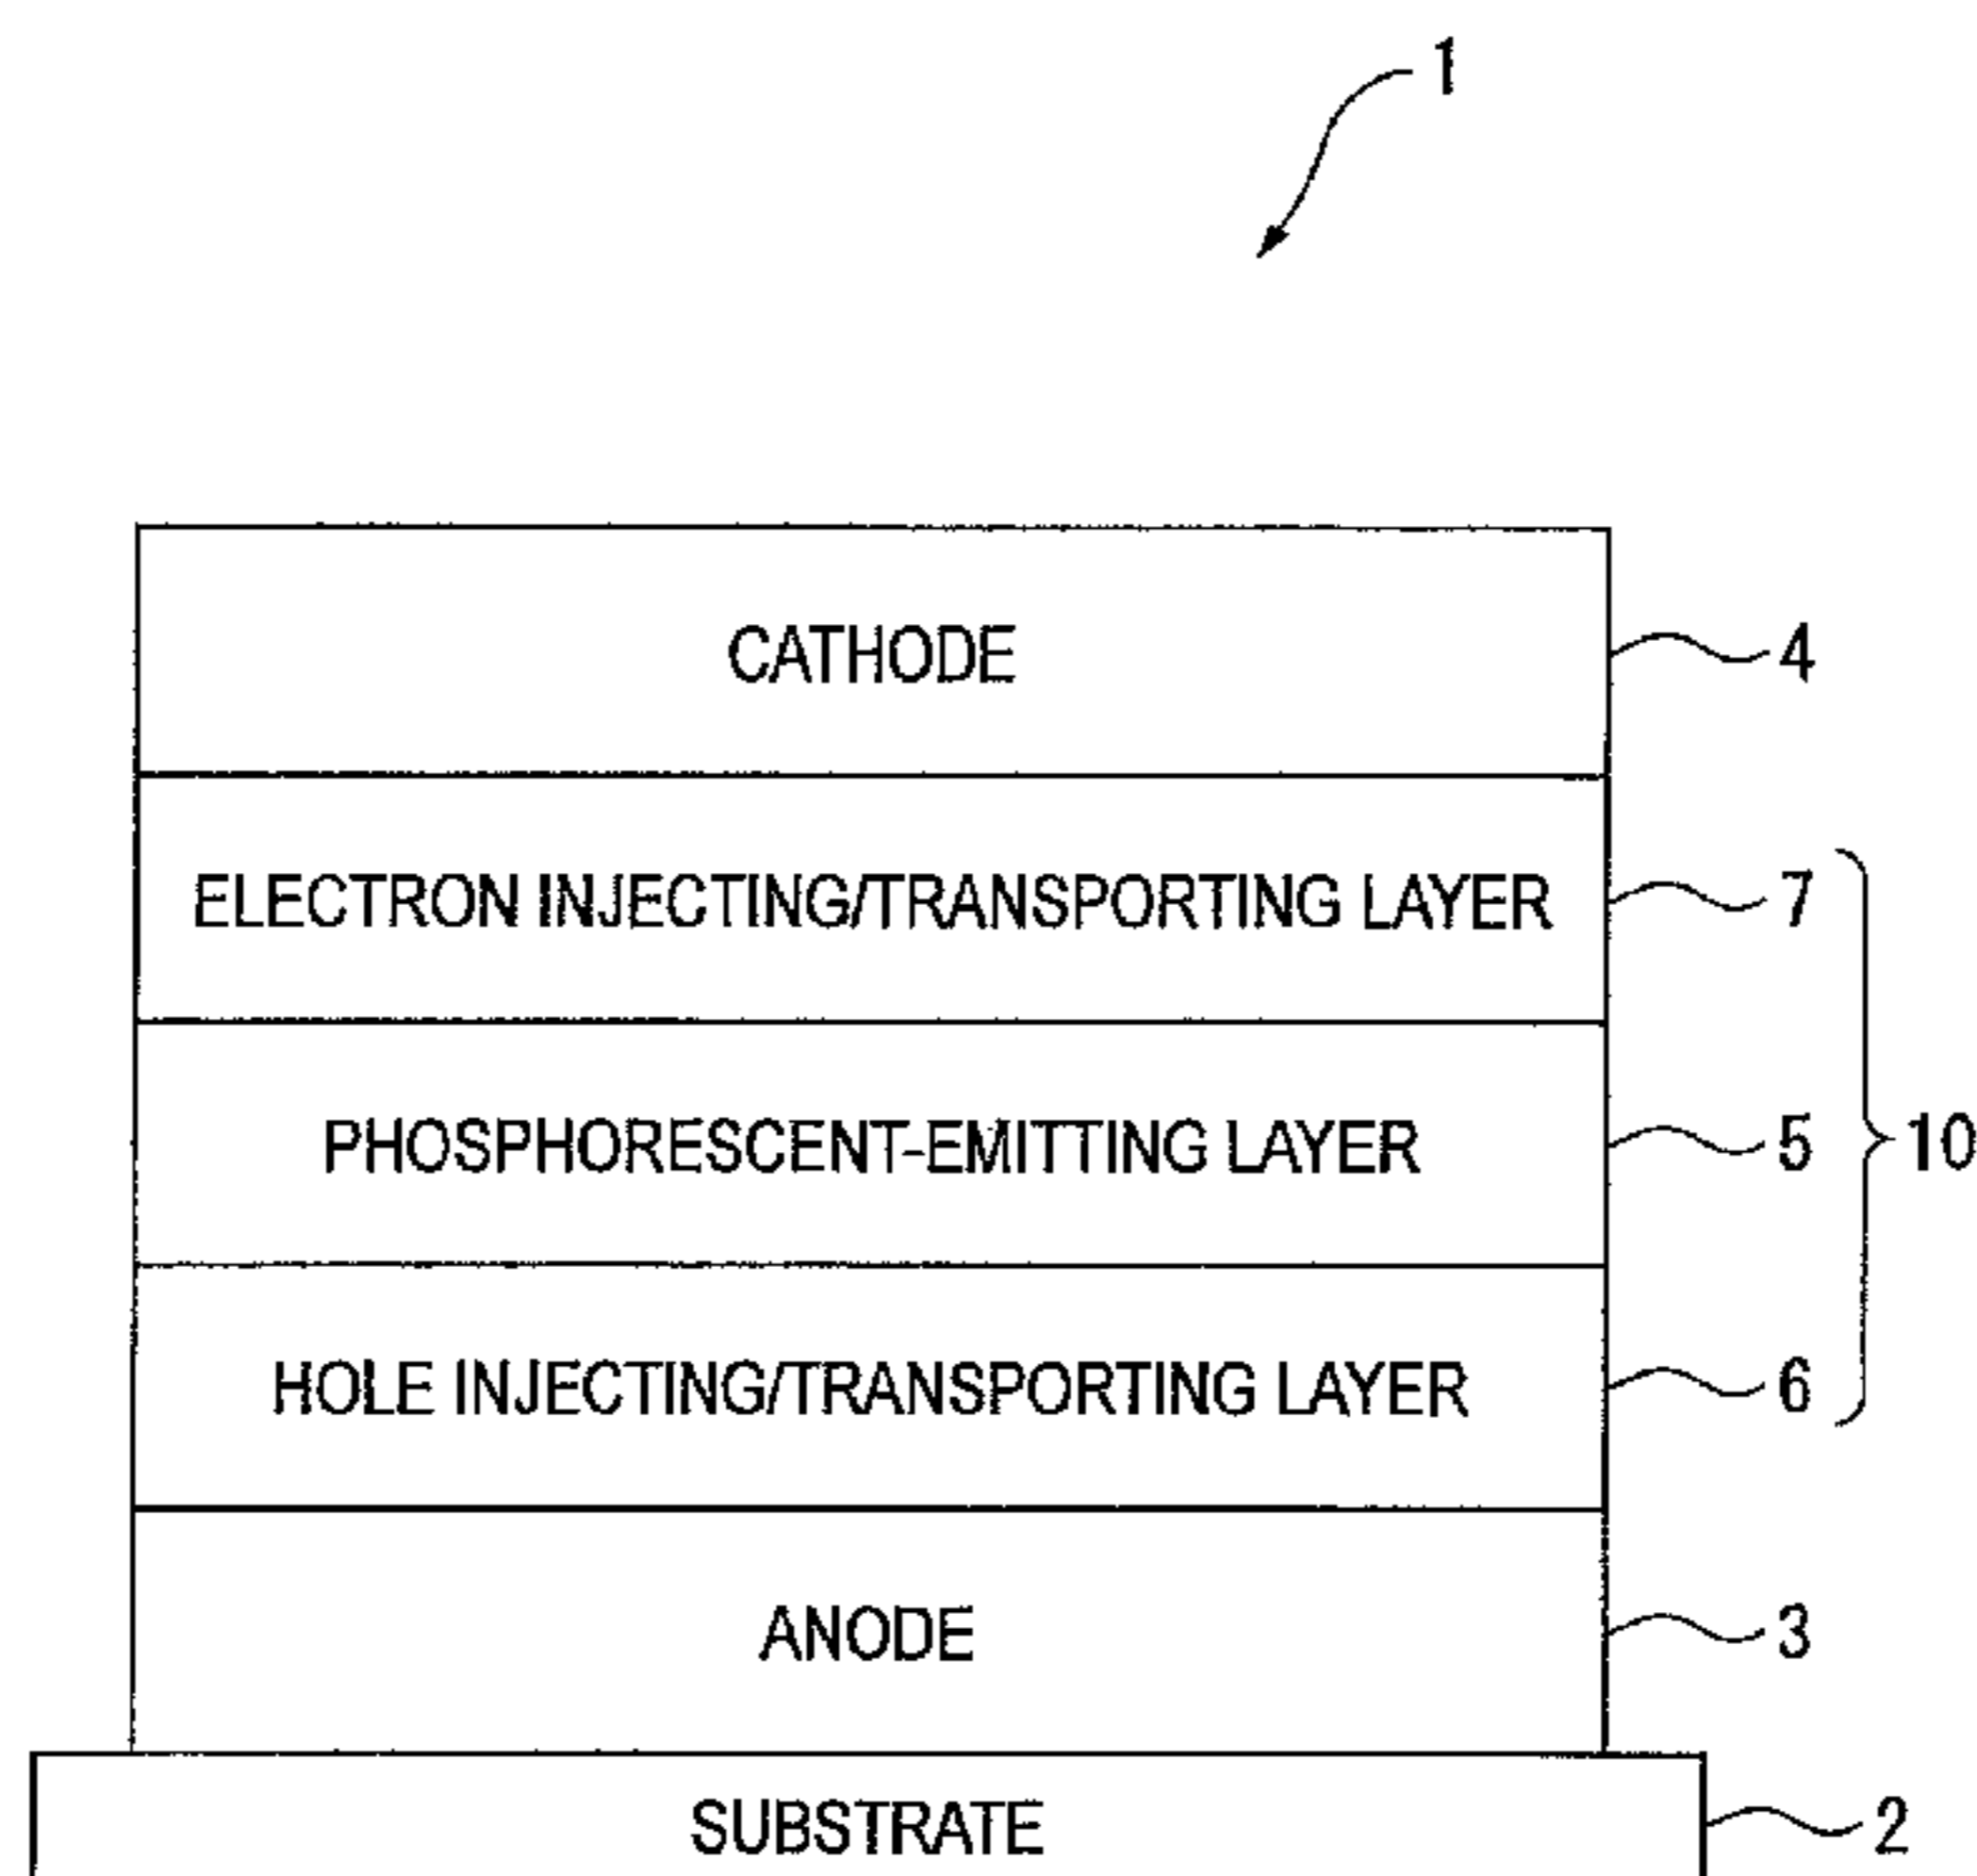 1
CATHODE 4
ELECTRON INJECTING/TRANSPORTING LAYER 7
PHOSPHORESCENT-EMITTING LAYER 5 10
HOLE INJECTING/TRANSPORTING LAYER 6
ANODE 3
SUBSTRATE 2